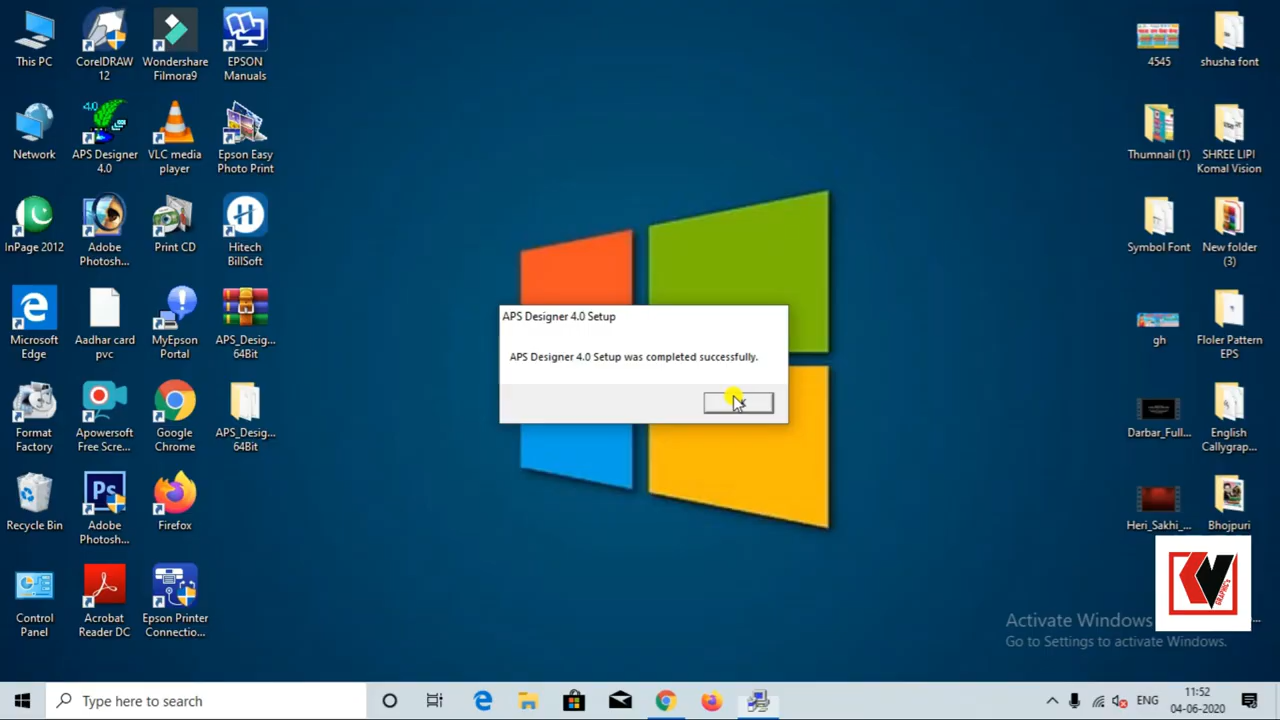 This PC
CorelDRAW
12
Wondershare
Filmora9
EPSON
Manuals
4545
shusha font
4.0
Network
APS Designer
4.0
VLC media
player
Epson Easy
Photo Print
Thumnail (1)
SHREE LIPI
Komal Vision
InPage 2012
Adobe
Photosh...
Print CD
H
Hitech
BillSoft
Symbol Font
New folder
(3)
APS Designer 4.0 Setup
APS Designer 4.0 Setup was completed successfully.
Microsoft
Edge
Aadhar card
pvc
MyEpson
Portal
APS_Desig...
64Bit
gh
Floler Pattern
EPS
Format
Factory
Apowersoft
Free Scre...
Google
Chrome
APS_Desig...
64Bit
Darbar_Full...
English
Callygrap...
Recycle Bin
Ps
Adobe
Photosh...
Firefox
Heri_Sakhi_...
Bhojpuri
Control
Panel
Acrobat
Reader DC
Epson Printer
Connectio...
KV
GRAPHIC'S
Activate Windows
Go to Settings to activate Windows.
Type here to search
ENG
11:52
04-06-2020